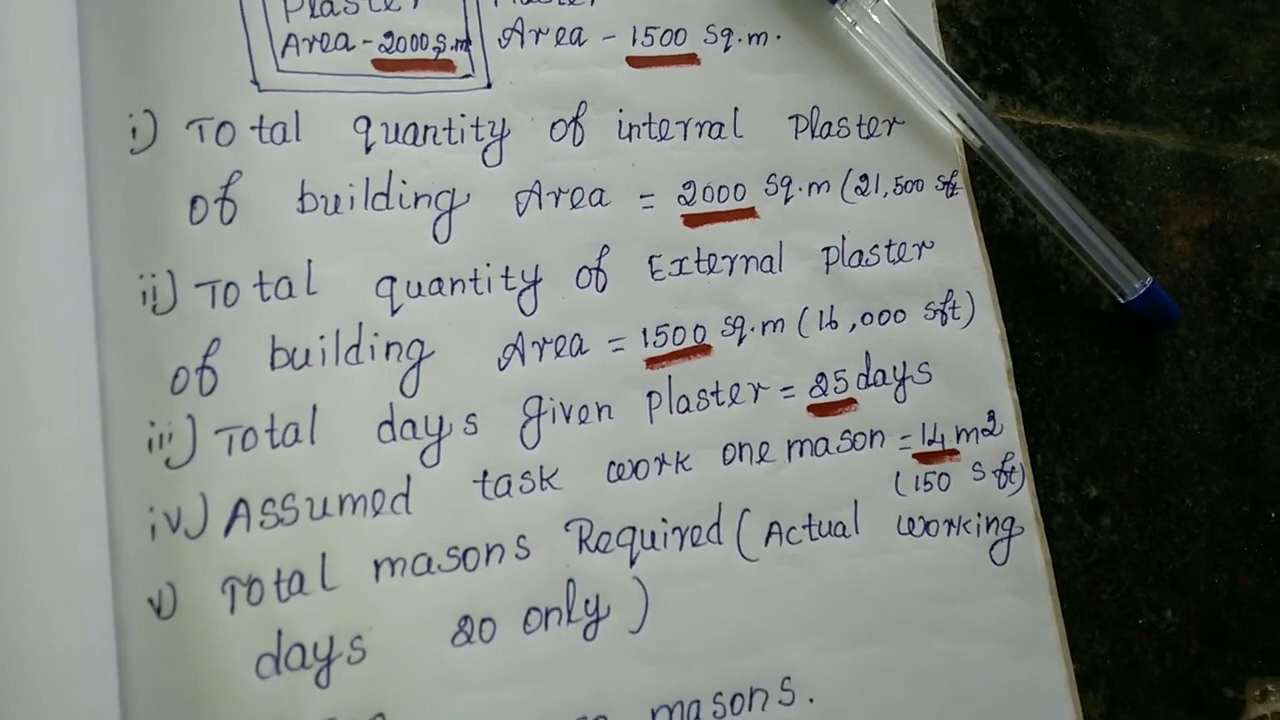 Plaster
Area - 2000 s.m Area - 1500 Sq.m.
i) Total quantity of interral Plaster
of building Area = 2000 Sq.m (21,500 sft
ii) Total quantity of External Plaster
of building Area = 1500 Sq.m (16,000 sft)
iii) Total days given plaster = 25 days
iv) Assumed task work one mason = 14 m2
(150 sft)
v) Total masons Required (Actual working
days 20 only)
masons.